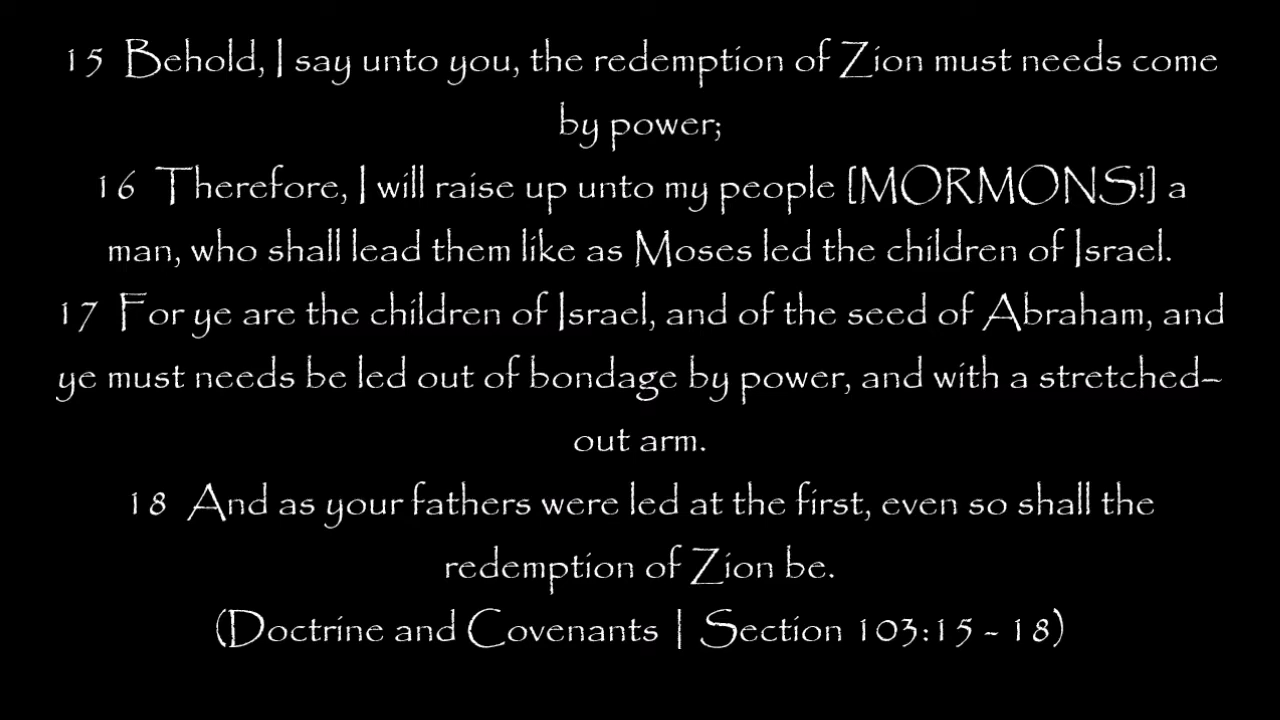 15 Behold, I say unto you, the redemption of Zion must needs come
by power;
16 Therefore, I will raise up unto my people [MORMONS!] a
man, who shall lead them like as Moses led the children of Israel.
17 For ye are the children of Israel, and of the seed of Abraham, and
ye must needs be led out of bondage by power, and with a stretched–
out arm.
18 And as your fathers were led at the first, even so shall the
redemption of Zion be.
(Doctrine and Covenants | Section 103:15 - 18)